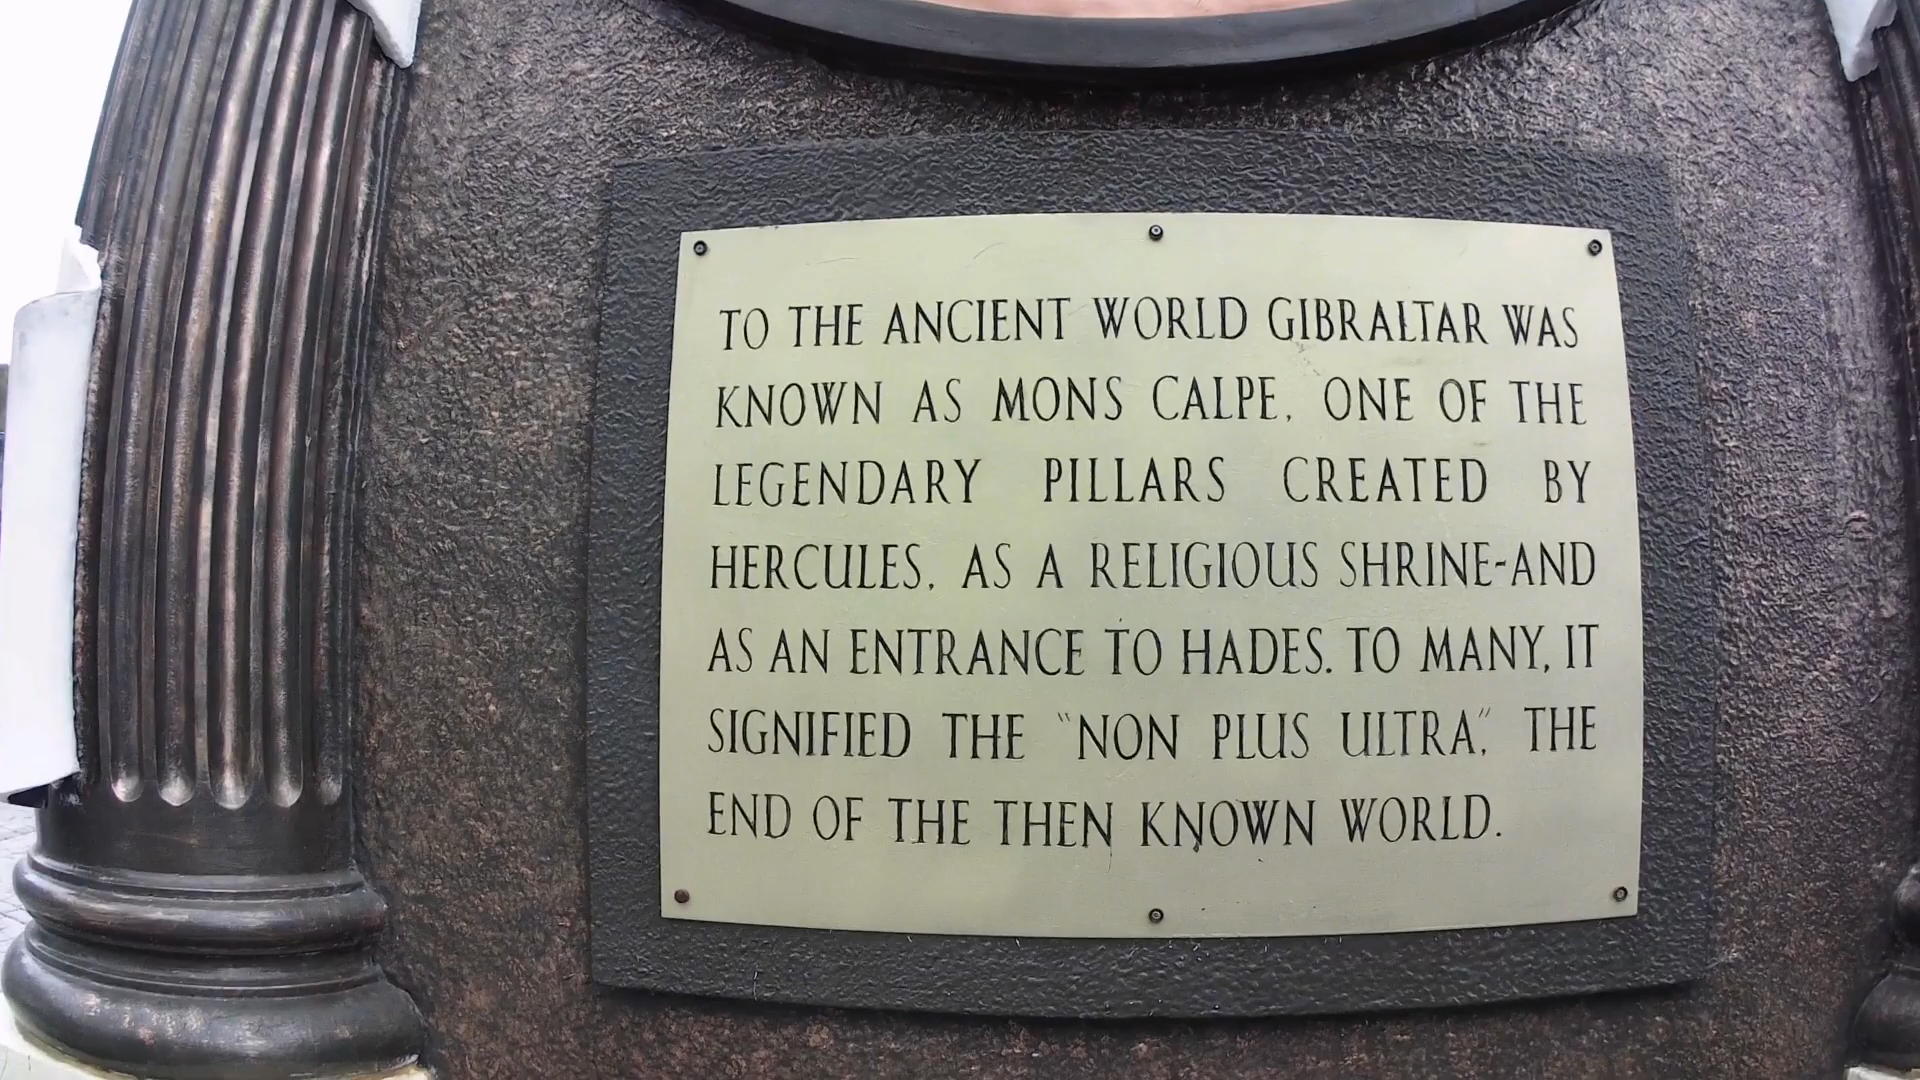 TO THE ANCIENT WORLD GIBRALTAR WAS
KNOWN AS MONS CALPE, ONE OF THE
LEGENDARY PILLARS CREATED BY
HERCULES, AS A RELIGIOUS SHRINE-AND
AS AN ENTRANCE TO HADES. TO MANY, IT
SIGNIFIED THE "NON PLUS ULTRA," THE
END OF THE THEN KNOWN WORLD.